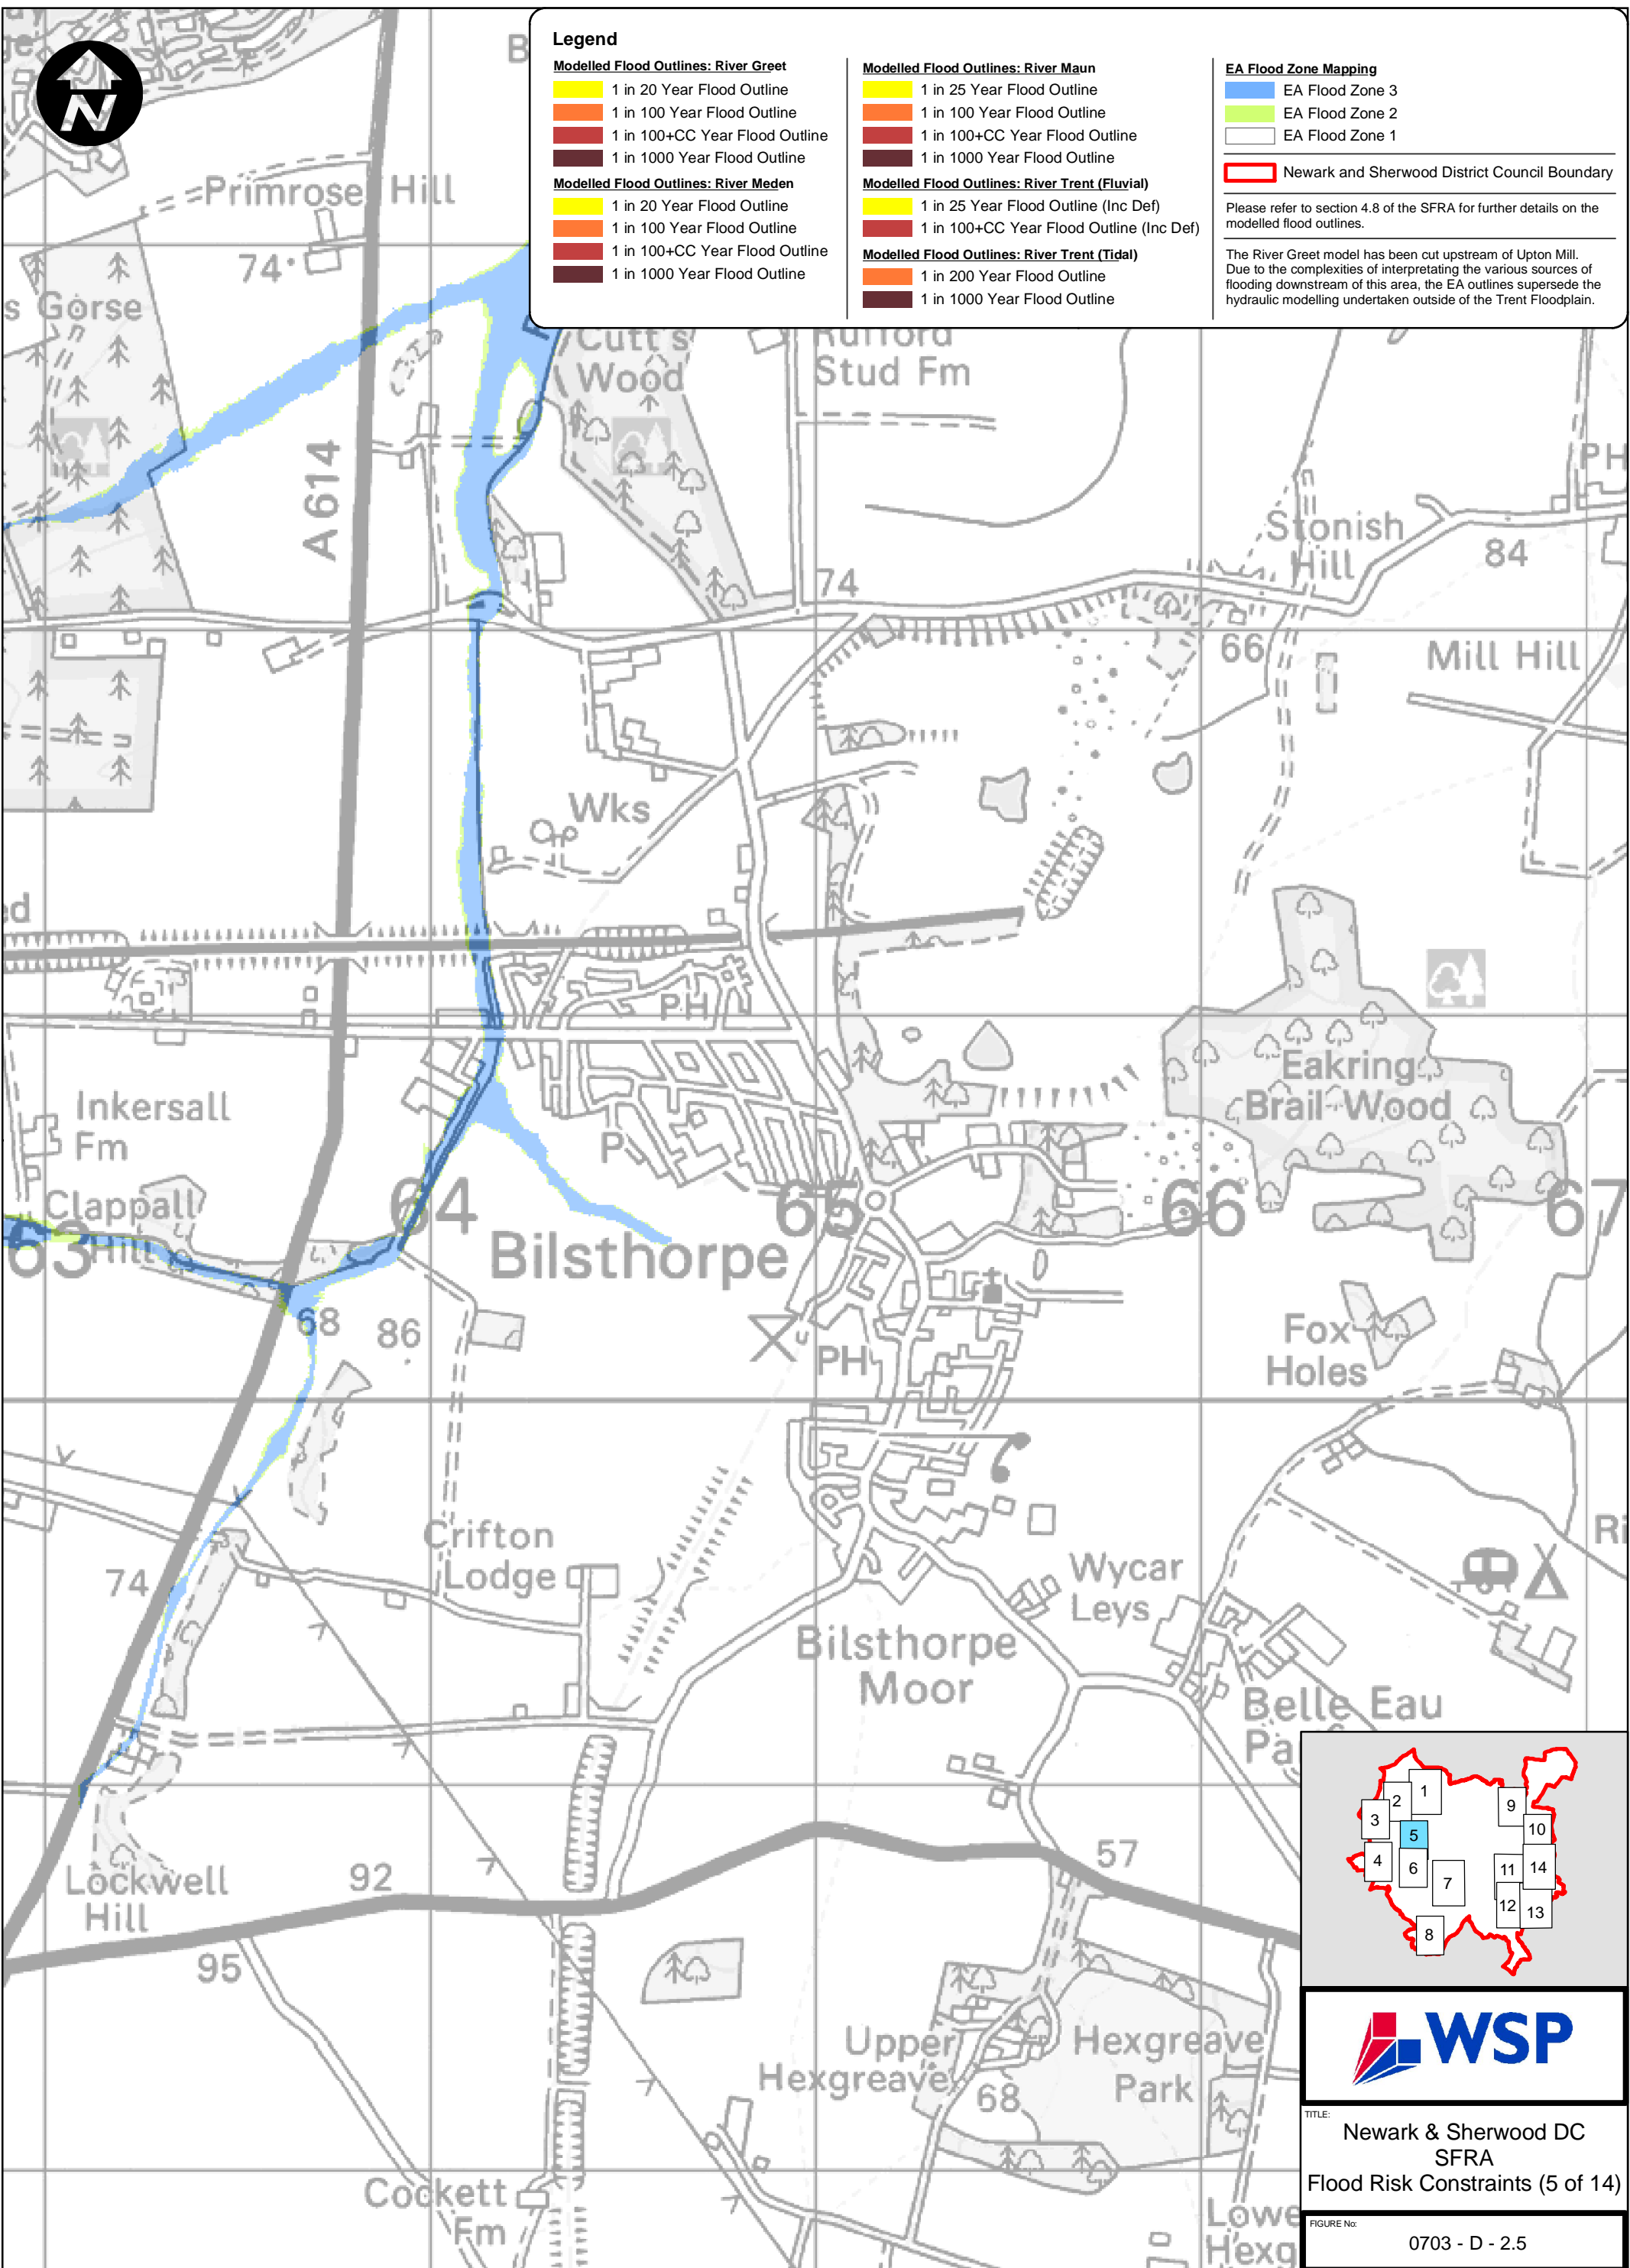 Legend
Modelled Flood Outlines: River Greet
1 in 20 Year Flood Outline
1 in 100 Year Flood Outline
1 in 100+CC Year Flood Outline
1 in 1000 Year Flood Outline
Modelled Flood Outlines: River Meden
1 in 20 Year Flood Outline
1 in 100 Year Flood Outline
1 in 100+CC Year Flood Outline
1 in 1000 Year Flood Outline
Modelled Flood Outlines: River Maun
1 in 25 Year Flood Outline
1 in 100 Year Flood Outline
1 in 100+CC Year Flood Outline
1 in 1000 Year Flood Outline
Modelled Flood Outlines: River Trent (Fluvial)
1 in 25 Year Flood Outline (Inc Def)
1 in 100+CC Year Flood Outline (Inc Def)
Modelled Flood Outlines: River Trent (Tidal)
1 in 200 Year Flood Outline
1 in 1000 Year Flood Outline
EA Flood Zone Mapping
EA Flood Zone 3
EA Flood Zone 2
EA Flood Zone 1
Newark and Sherwood District Council Boundary
Please refer to section 4.8 of the SFRA for further details on the
modelled flood outlines.
The River Greet model has been cut upstream of Upton Mill.
Due to the complexities of interpretating the various sources of
flooding downstream of this area, the EA outlines supersede the
hydraulic modelling undertaken outside of the Trent Floodplain.
N
B
Primrose Hill
74
s Gorse
Cutt's
Wood
Rufford
Stud Fm
A 614
PH
Stonish
Hill
84
74
66
Mill Hill
Wks
ed
PH
Inkersall
Fm
Eakring
Brail Wood
P
Clappall
Hill
63
64
65
66
67
Bilsthorpe
68
86
PH
Fox
Holes
Crifton
Lodge
74
Wycar
Leys
Ri
Bilsthorpe
Moor
Belle Eau
Pa
57
Lockwell
Hill
92
95
Upper
Hexgreave
68
Hexgreave
Park
Cockett
Fm
Lowe
Hexg
1
2
3
4
5
6
7
8
9
10
11
12
13
14
WSP
TITLE:
Newark & Sherwood DC
SFRA
Flood Risk Constraints (5 of 14)
FIGURE No:
0703 - D - 2.5